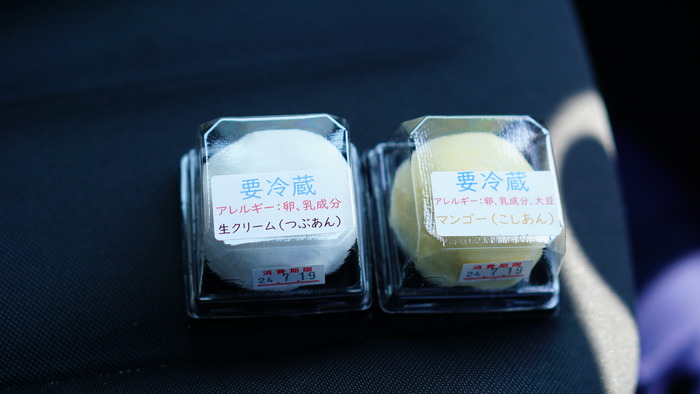 要冷蔵
アレルギー：卵、乳成分
生クリーム（つぶあん）
消費期限
24. 7.19
要冷蔵
アレルギー：卵、乳成分、大豆
マンゴー（こしあん）
消費期限
24. 7.19